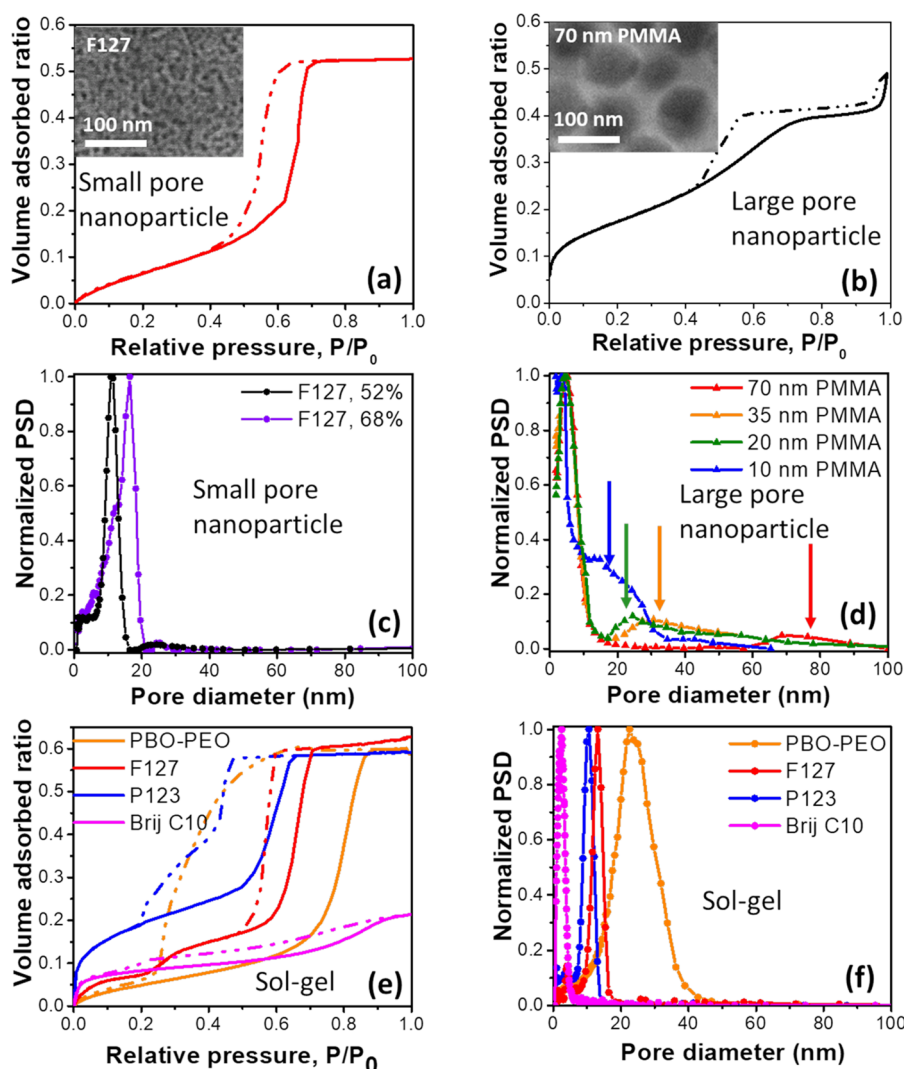 0.6
0.5
0.4
0.3
0.2
0.1
0.0
Volume adsorbed ratio
F127
100 nm
Small pore
nanoparticle
(a)
0.0 0.2 0.4 0.6 0.8 1.0
Relative pressure, P/P0
0.6
0.5
0.4
0.3
0.2
0.1
0.0
Volume adsorbed ratio
70 nm PMMA
100 nm
Large pore
nanoparticle
(b)
0.0 0.2 0.4 0.6 0.8 1.0
Relative pressure, P/P0
1.0
0.8
0.6
0.4
0.2
0.0
Normalized PSD
F127, 52%
F127, 68%
Small pore
nanoparticle
(c)
0 20 40 60 80 100
Pore diameter (nm)
1.0
0.8
0.6
0.4
0.2
0.0
Normalized PSD
70 nm PMMA
35 nm PMMA
20 nm PMMA
10 nm PMMA
Large pore
nanoparticle
(d)
0 20 40 60 80 100
Pore diameter (nm)
0.7
0.6
0.5
0.4
0.3
0.2
0.1
0.0
Volume adsorbed ratio
PBO-PEO
F127
P123
Brij C10
Sol-gel
(e)
0.0 0.2 0.4 0.6 0.8 1.0
Relative pressure, P/P0
1.0
0.8
0.6
0.4
0.2
0.0
Normalized PSD
PBO-PEO
F127
P123
Brij C10
Sol-gel
(f)
0 20 40 60 80 100
Pore diameter (nm)